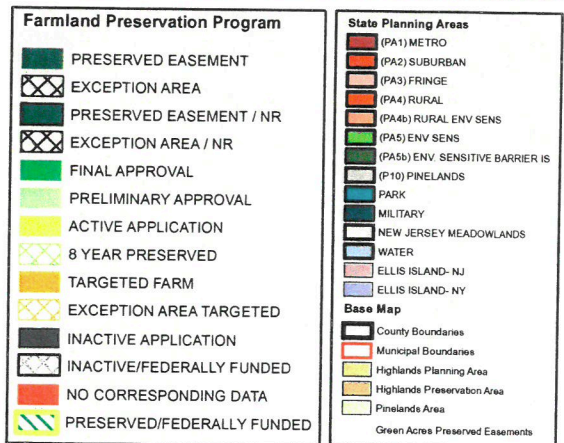 Farmland Preservation Program
PRESERVED EASEMENT
EXCEPTION AREA
PRESERVED EASEMENT / NR
EXCEPTION AREA / NR
FINAL APPROVAL
PRELIMINARY APPROVAL
ACTIVE APPLICATION
8 YEAR PRESERVED
TARGETED FARM
EXCEPTION AREA TARGETED
INACTIVE APPLICATION
INACTIVE/FEDERALLY FUNDED
NO CORRESPONDING DATA
PRESERVED/FEDERALLY FUNDED
State Planning Areas
(PA1) METRO
(PA2) SUBURBAN
(PA3) FRINGE
(PA4) RURAL
(PA4b) RURAL ENV SENS
(PA5) ENV SENS
(PA5b) ENV. SENSITIVE BARRIER IS
(P10) PINELANDS
PARK
MILITARY
NEW JERSEY MEADOWLANDS
WATER
ELLIS ISLAND- NJ
ELLIS ISLAND- NY
Base Map
County Boundaries
Municipal Boundaries
Highlands Planning Area
Highlands Preservation Area
Pinelands Area
Green Acres Preserved Easements